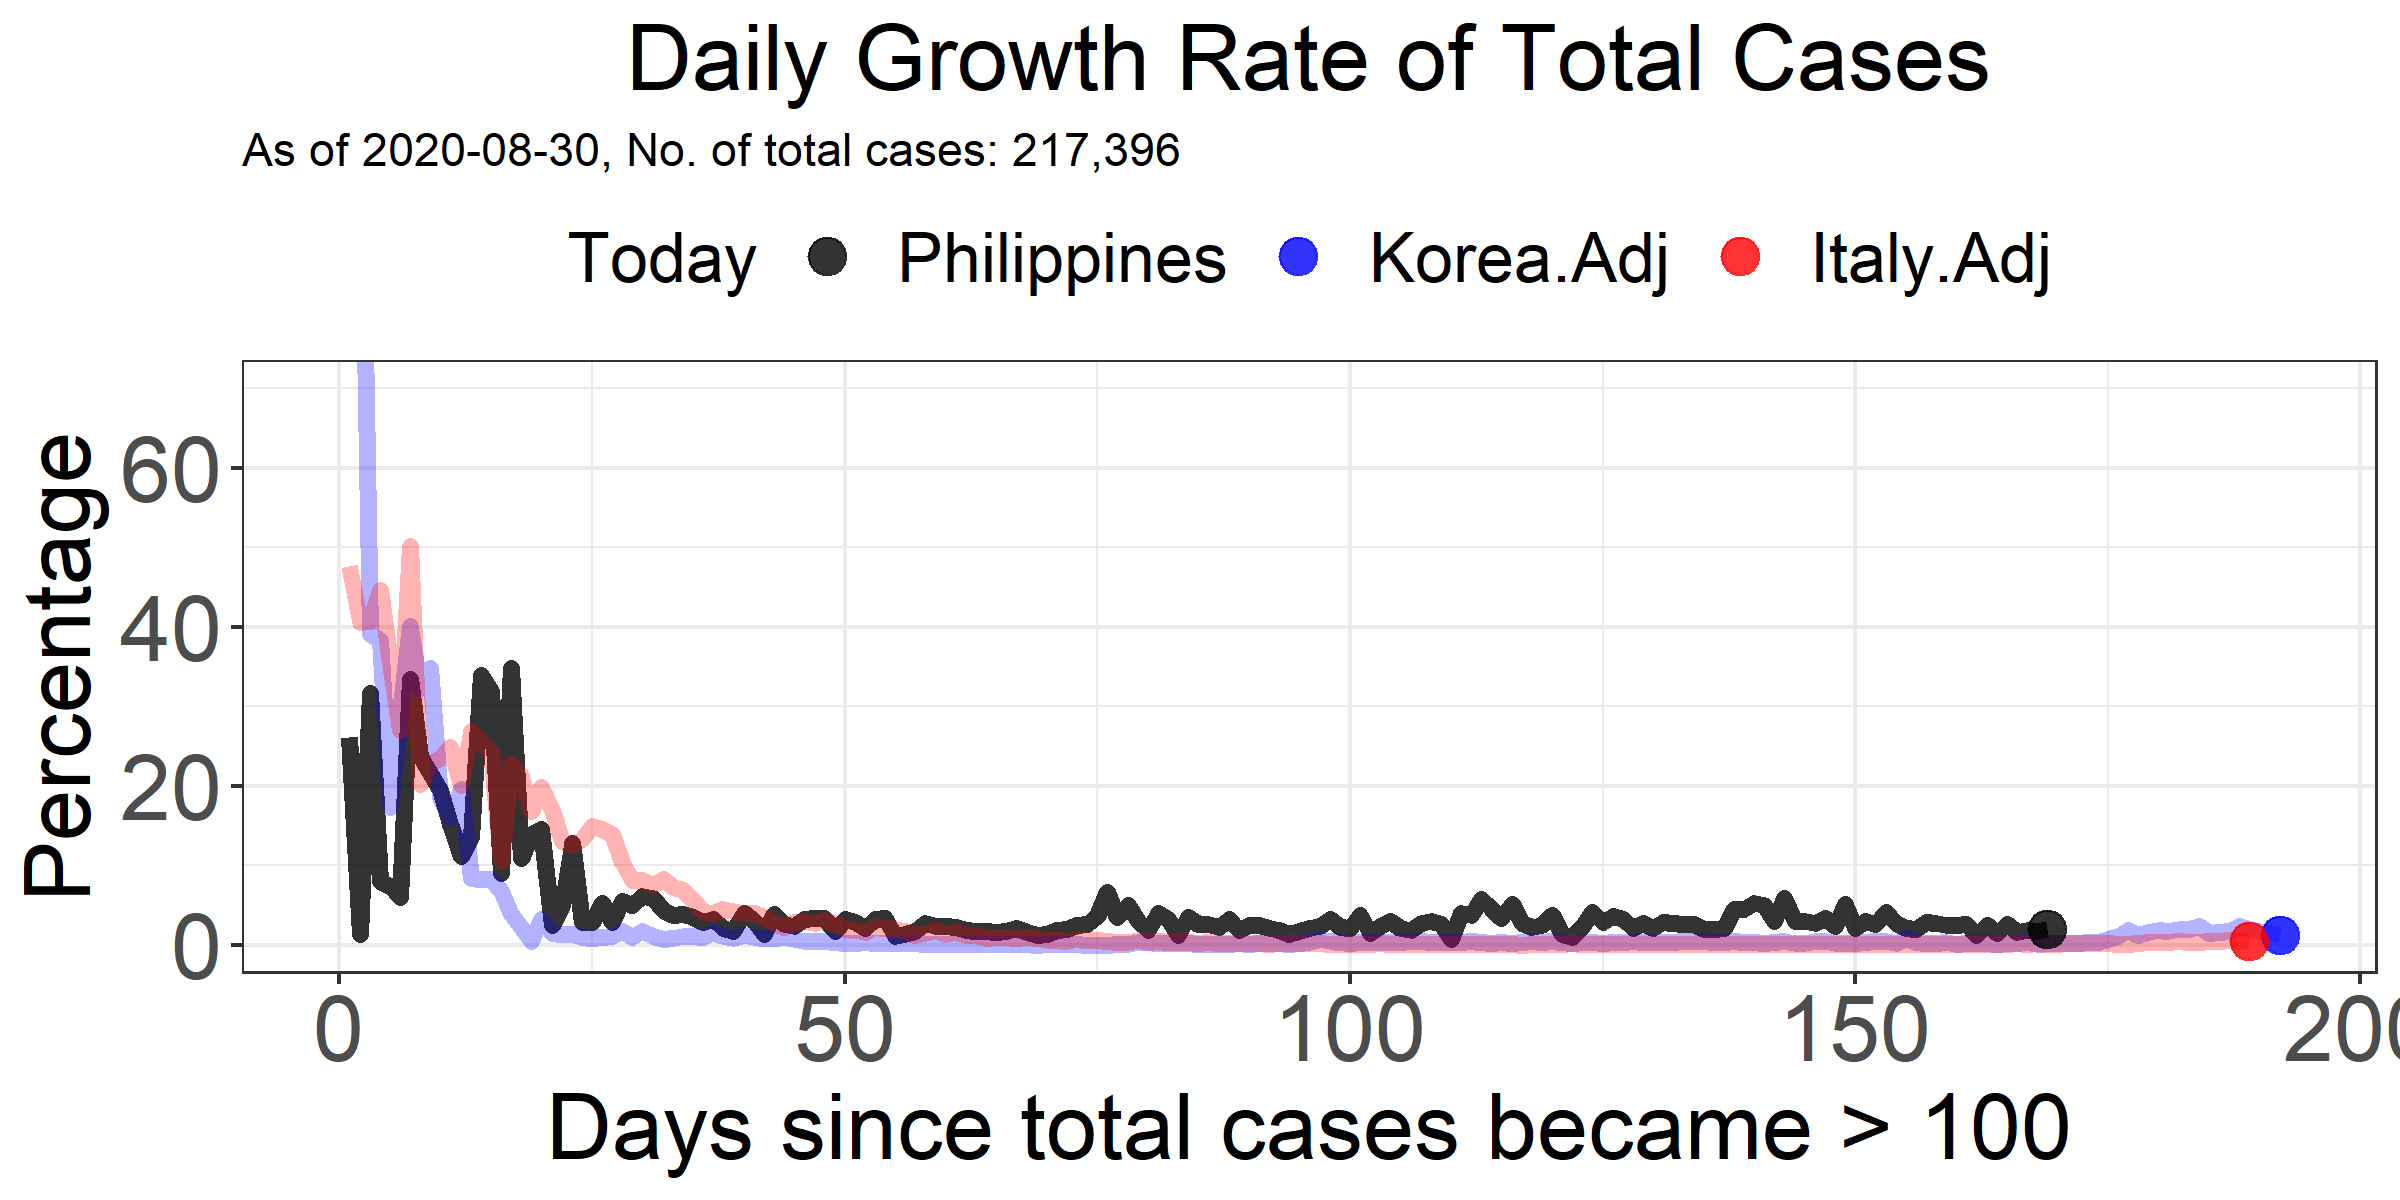 Daily Growth Rate of Total Cases
As of 2020-08-30, No. of total cases: 217,396
Today Philippines Korea.Adj Italy.Adj
Percentage
60
40
20
0
0 50 100 150 200
Days since total cases became > 100